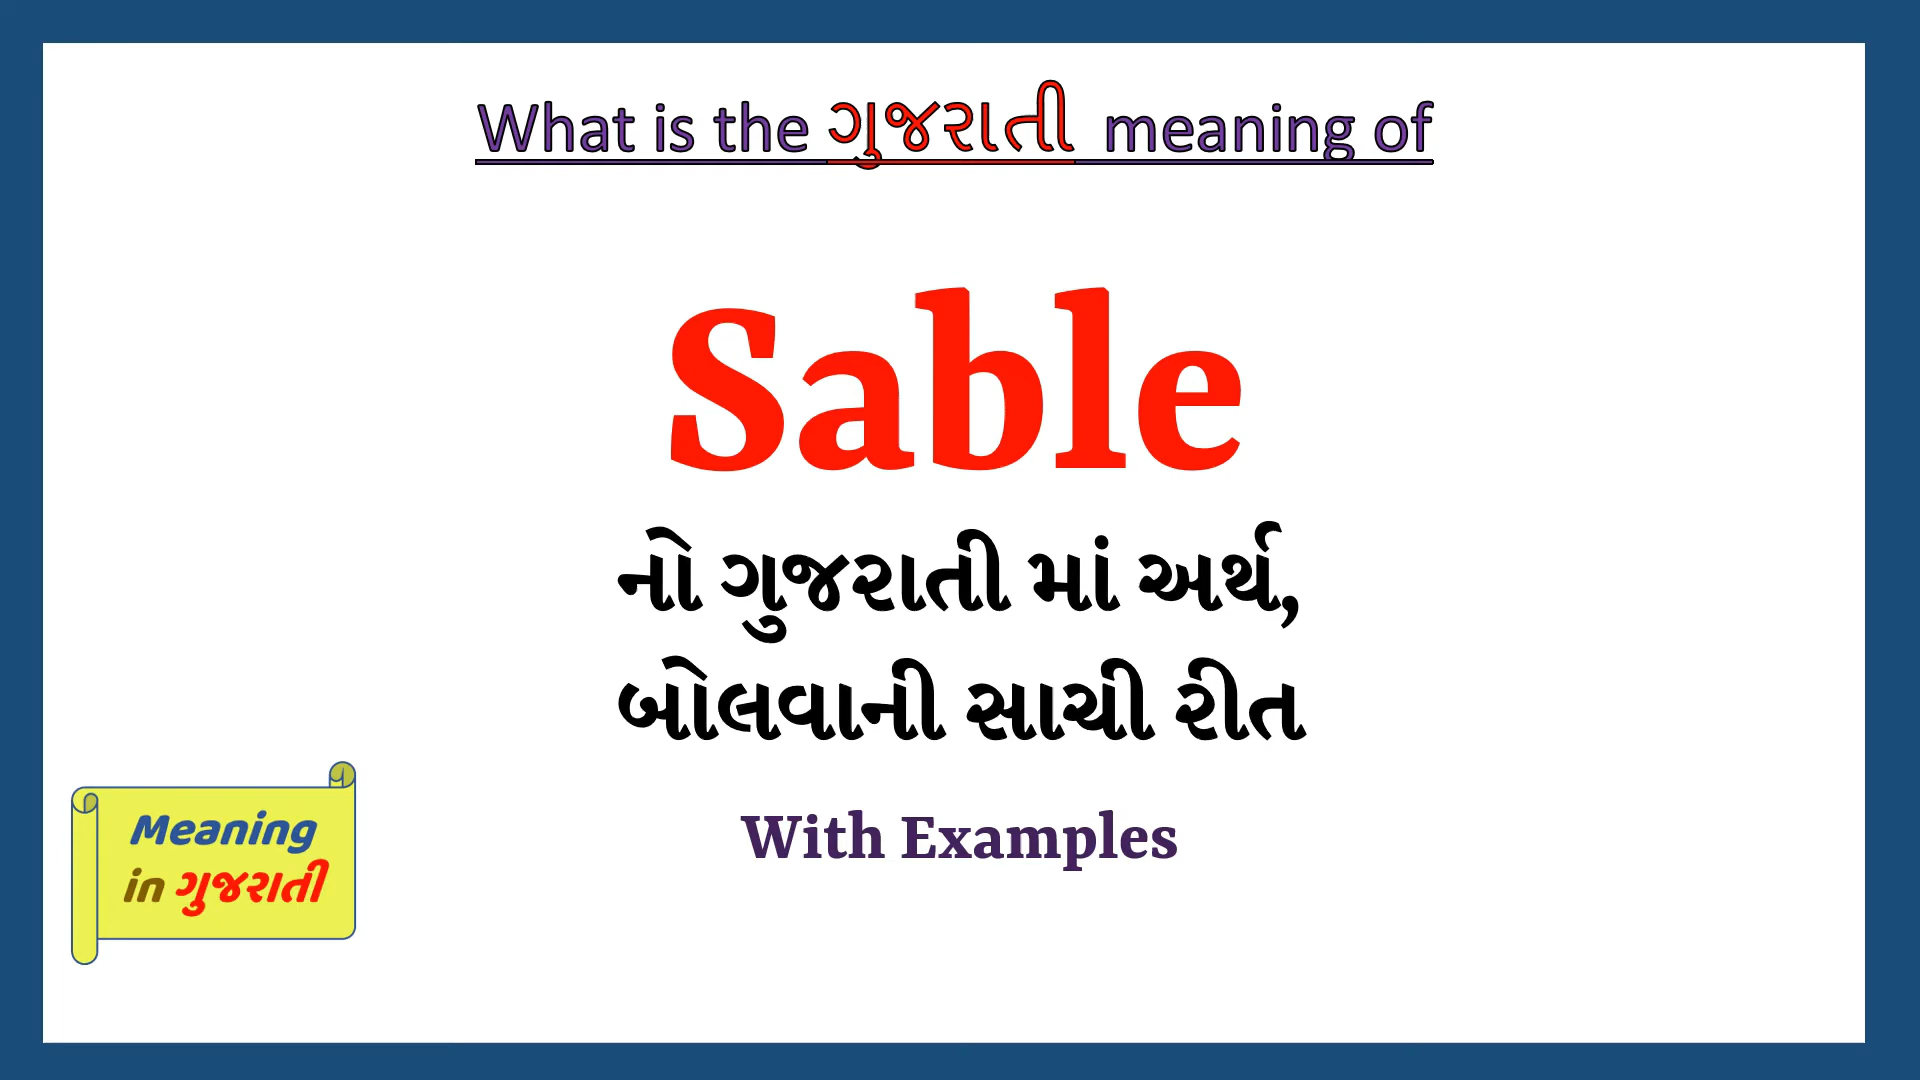 What is the ગુજરાતી meaning of
Sable
નો ગુજરાતી માં અર્થ,
બોલવાની સાચી રીત
With Examples
Meaning
in ગુજરાતી